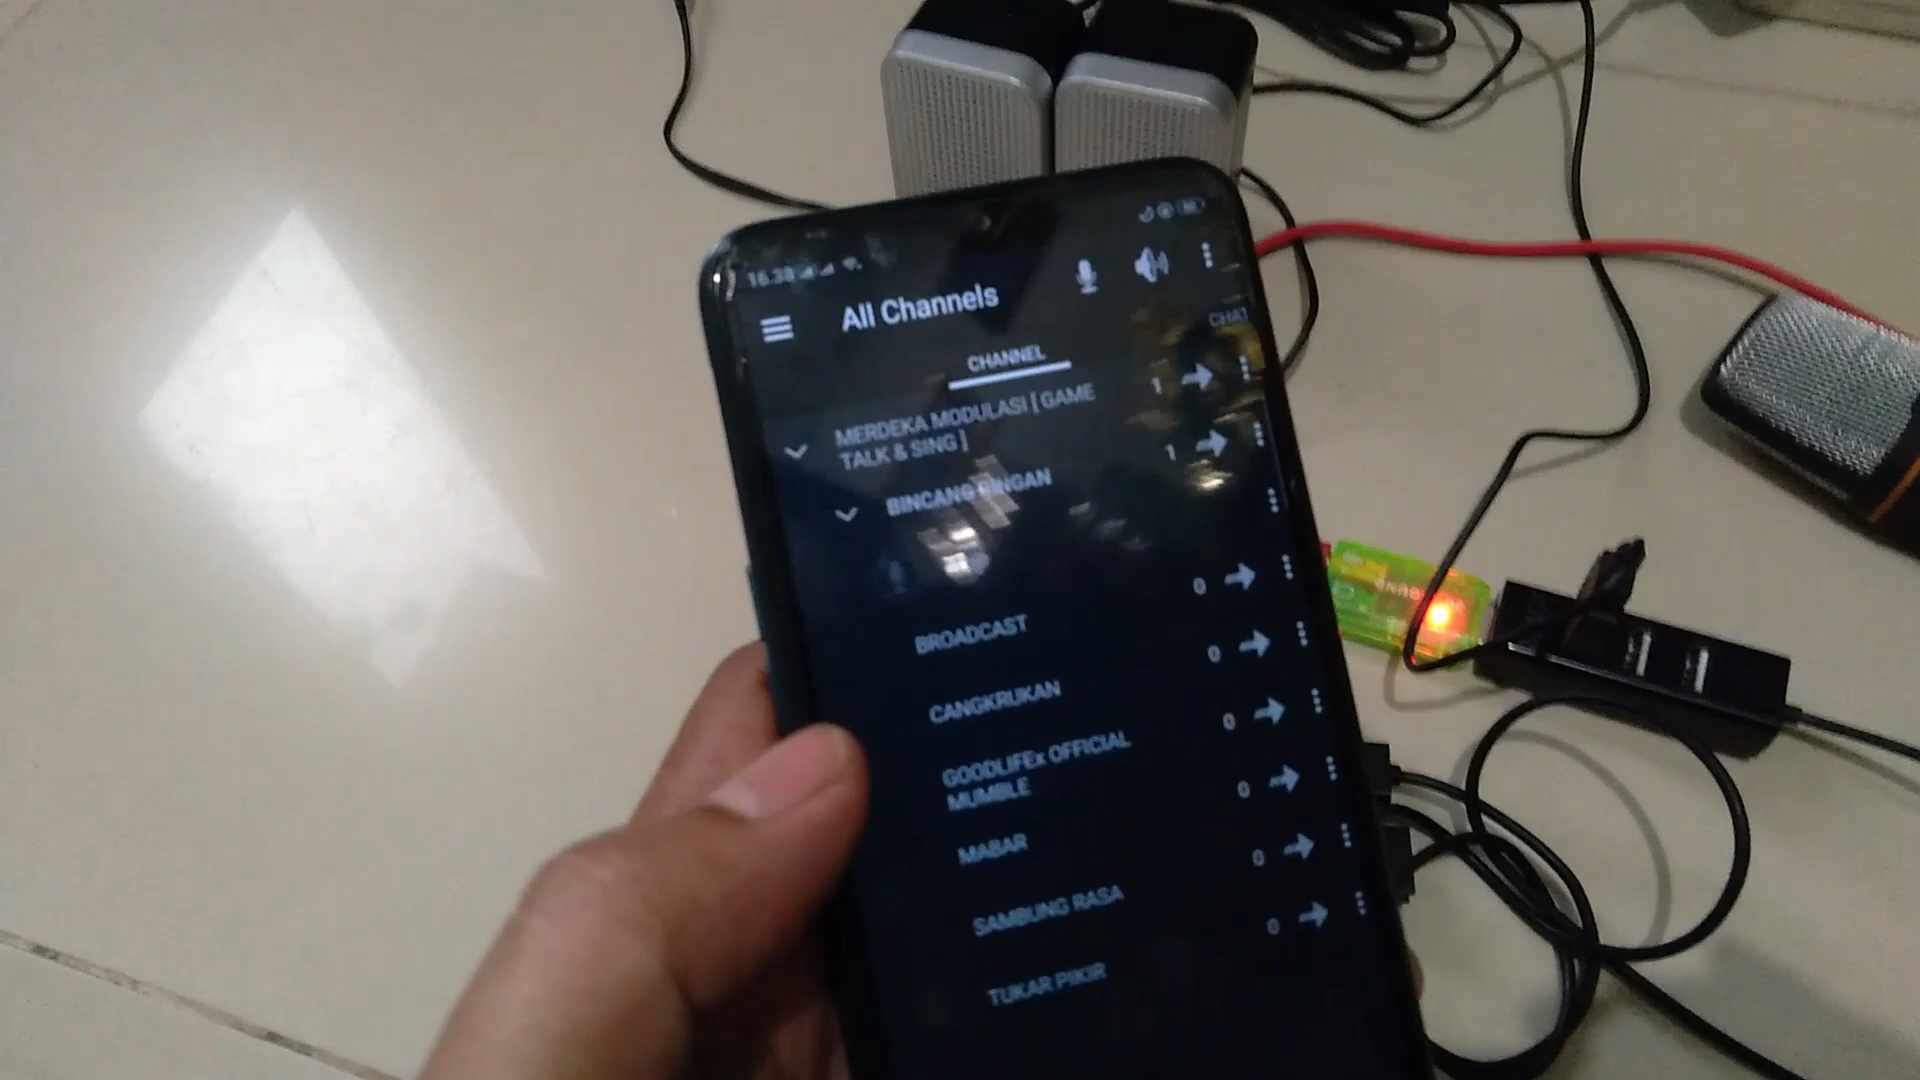 16.38
All Channels
CHANNEL
CHAT
MERDEKA MODULASI [ GAME
TALK & SING ]
1
BINCANG RINGAN
1
BROADCAST
0
CANGKRUKAN
0
GOODLIFEx OFFICIAL
MUMBLE
0
MABAR
0
SAMBUNG RASA
0
TUKAR PIKIR
0